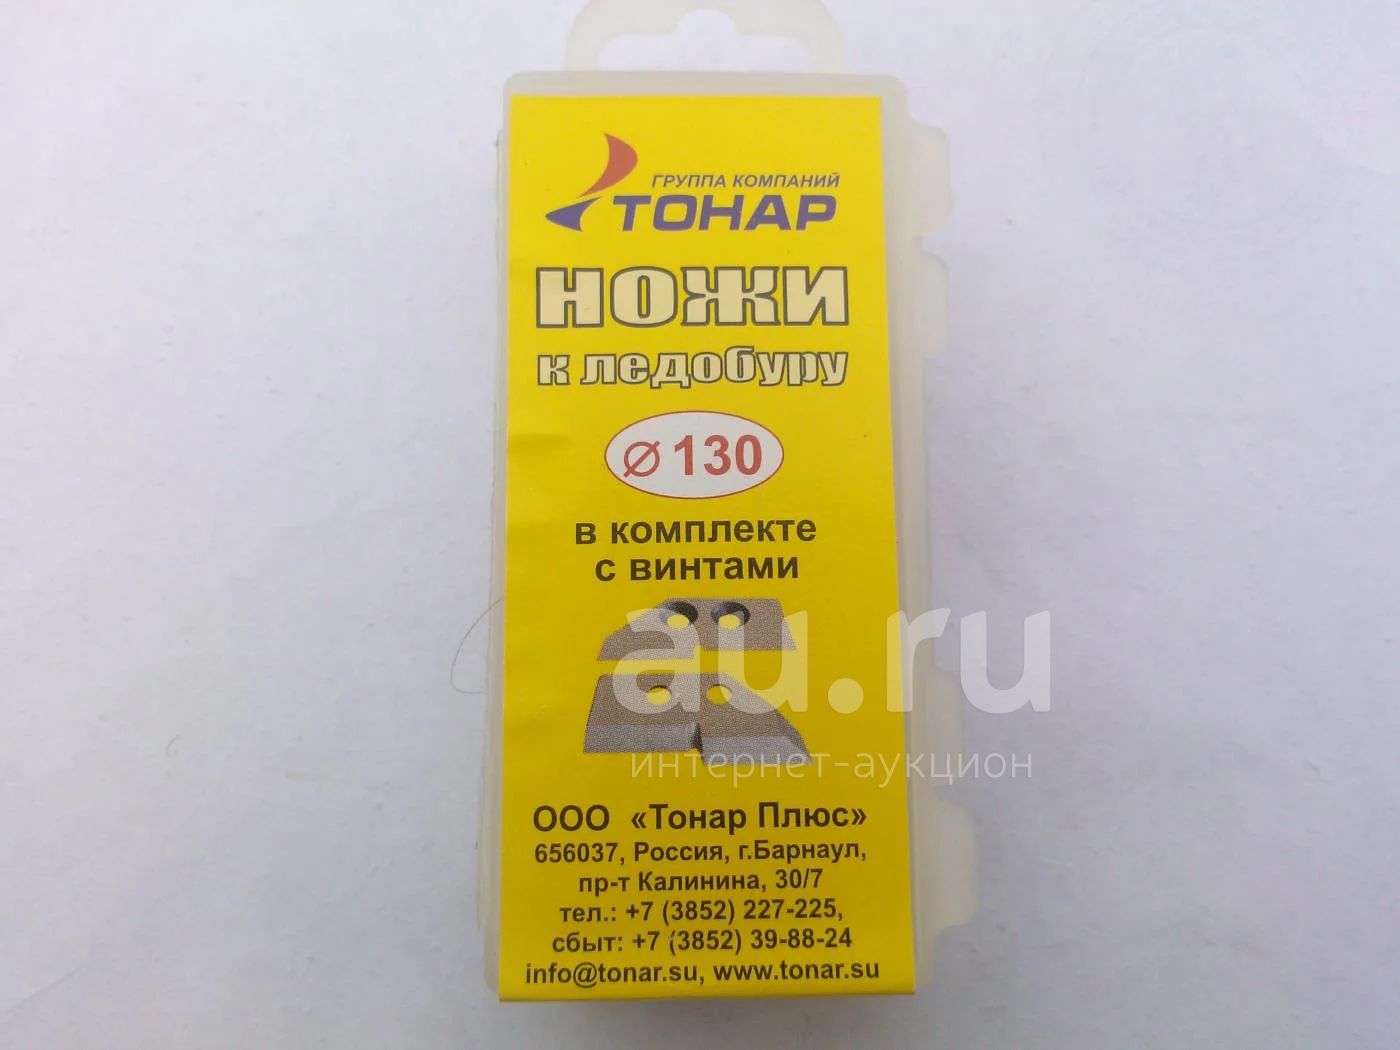 ГРУППА КОМПАНИЙ
ТОНАР
НОЖИ
к ледобуру
⌀ 130
в комплекте
с винтами
au.ru
интернет-аукцион
ООО «Тонар Плюс»
656037, Россия, г.Барнаул,
пр-т Калинина, 30/7
тел.: +7 (3852) 227-225,
сбыт: +7 (3852) 39-88-24
info@tonar.su, www.tonar.su